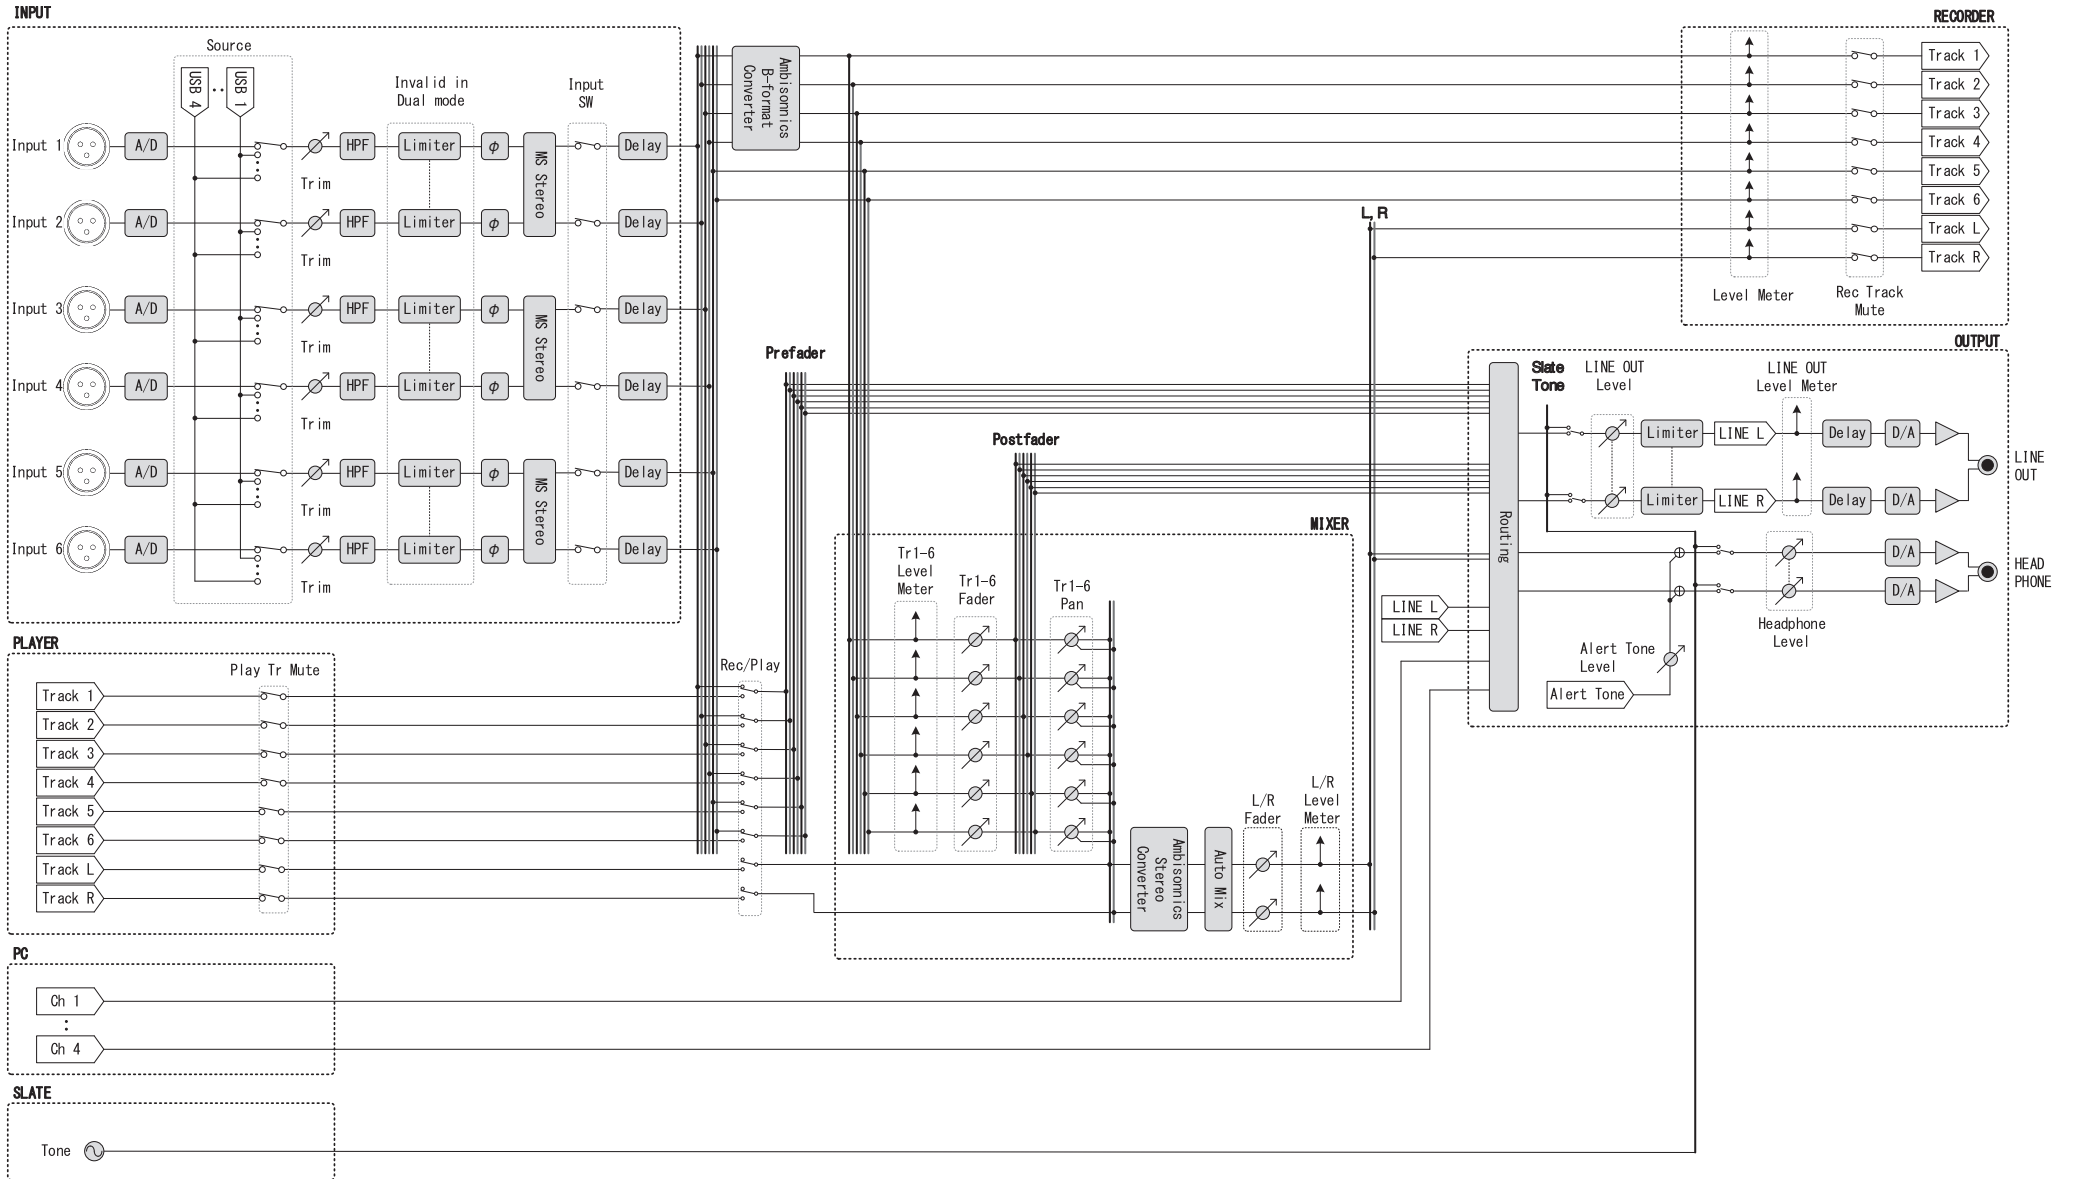 INPUT
Source
USB 4
USB 1
Invalid in
Dual mode
Input
SW
Input 1
A/D
Trim
HPF
Limiter
φ
MS Stereo
Delay
Input 2
A/D
Trim
HPF
Limiter
φ
Delay
Input 3
A/D
Trim
HPF
Limiter
φ
MS Stereo
Delay
Input 4
A/D
Trim
HPF
Limiter
φ
Delay
Input 5
A/D
Trim
HPF
Limiter
φ
MS Stereo
Delay
Input 6
A/D
Trim
HPF
Limiter
φ
Delay
Ambisonnics
B-format
Converter
RECORDER
Track 1
Track 2
Track 3
Track 4
Track 5
Track 6
Track L
Track R
Level Meter
Rec Track
Mute
L,R
Prefader
Postfader
PLAYER
Play Tr Mute
Track 1
Track 2
Track 3
Track 4
Track 5
Track 6
Track L
Track R
Rec/Play
MIXER
Tr1-6
Level
Meter
Tr1-6
Fader
Tr1-6
Pan
Ambisonnics
Stereo
Converter
Auto Mix
L/R
Fader
L/R
Level
Meter
OUTPUT
Routing
Slate
Tone
LINE OUT
Level
LINE OUT
Level Meter
Limiter
LINE L
Delay
D/A
Limiter
LINE R
Delay
D/A
LINE
OUT
D/A
D/A
HEAD
PHONE
LINE L
LINE R
Headphone
Level
Alert Tone
Level
Alert Tone
PC
Ch 1
Ch 4
SLATE
Tone